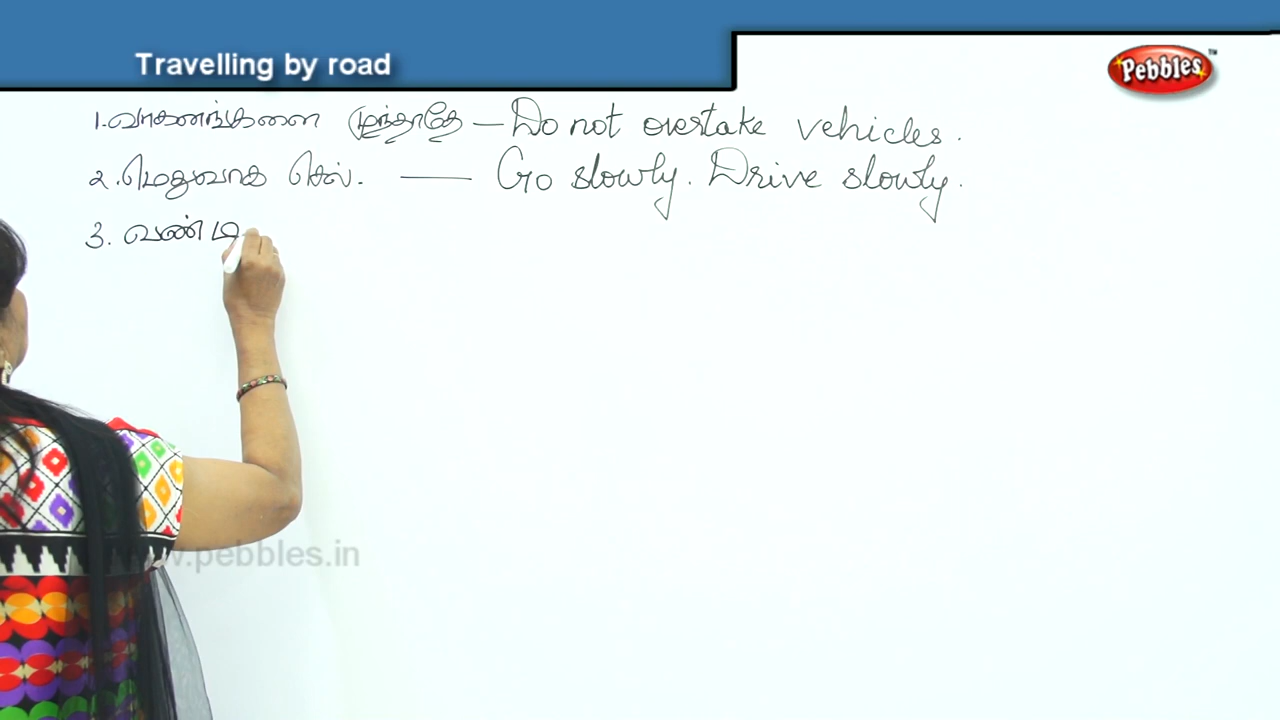 Travelling by road
Pebbles™
1. வாகனங்களை முந்தாதே — Do not overtake vehicles.
2. மெதுவாக செல். — Go slowly. Drive slowly.
3. வண்டி
www.pebbles.in